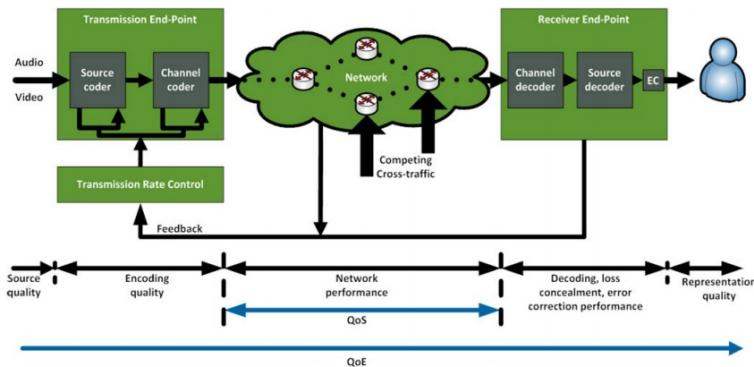 Transmission End-Point
Receiver End-Point
Audio
Video
Source
coder
Channel
coder
Network
Channel
decoder
Source
decoder
EC
Competing
Cross-traffic
Transmission Rate Control
Feedback
Source
quality
Encoding
quality
Network
performance
Decoding, loss
concealment, error
correction performance
Representation
quality
QoS
QoE